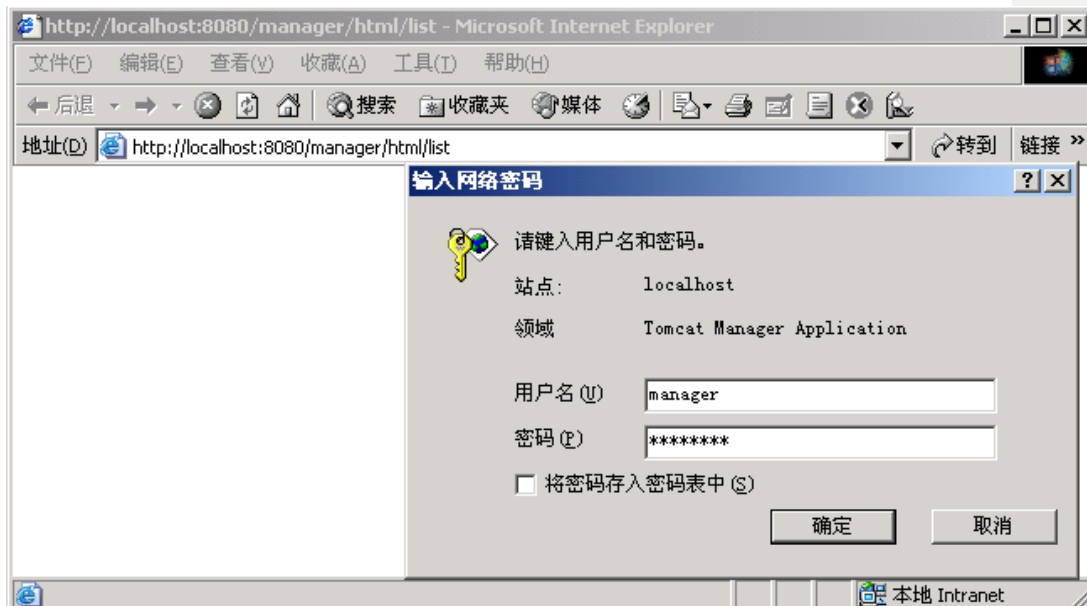 http://localhost:8080/manager/html/list - Microsoft Internet Explorer
文件(F) 编辑(E) 查看(V) 收藏(A) 工具(T) 帮助(H)
后退 搜索 收藏夹 媒体
地址(D) http://localhost:8080/manager/html/list 转到 链接 »
输入网络密码
请键入用户名和密码。
站点: localhost
领域 Tomcat Manager Application
用户名(U) manager
密码(P) ********
将密码存入密码表中(S)
确定 取消
本地 Intranet